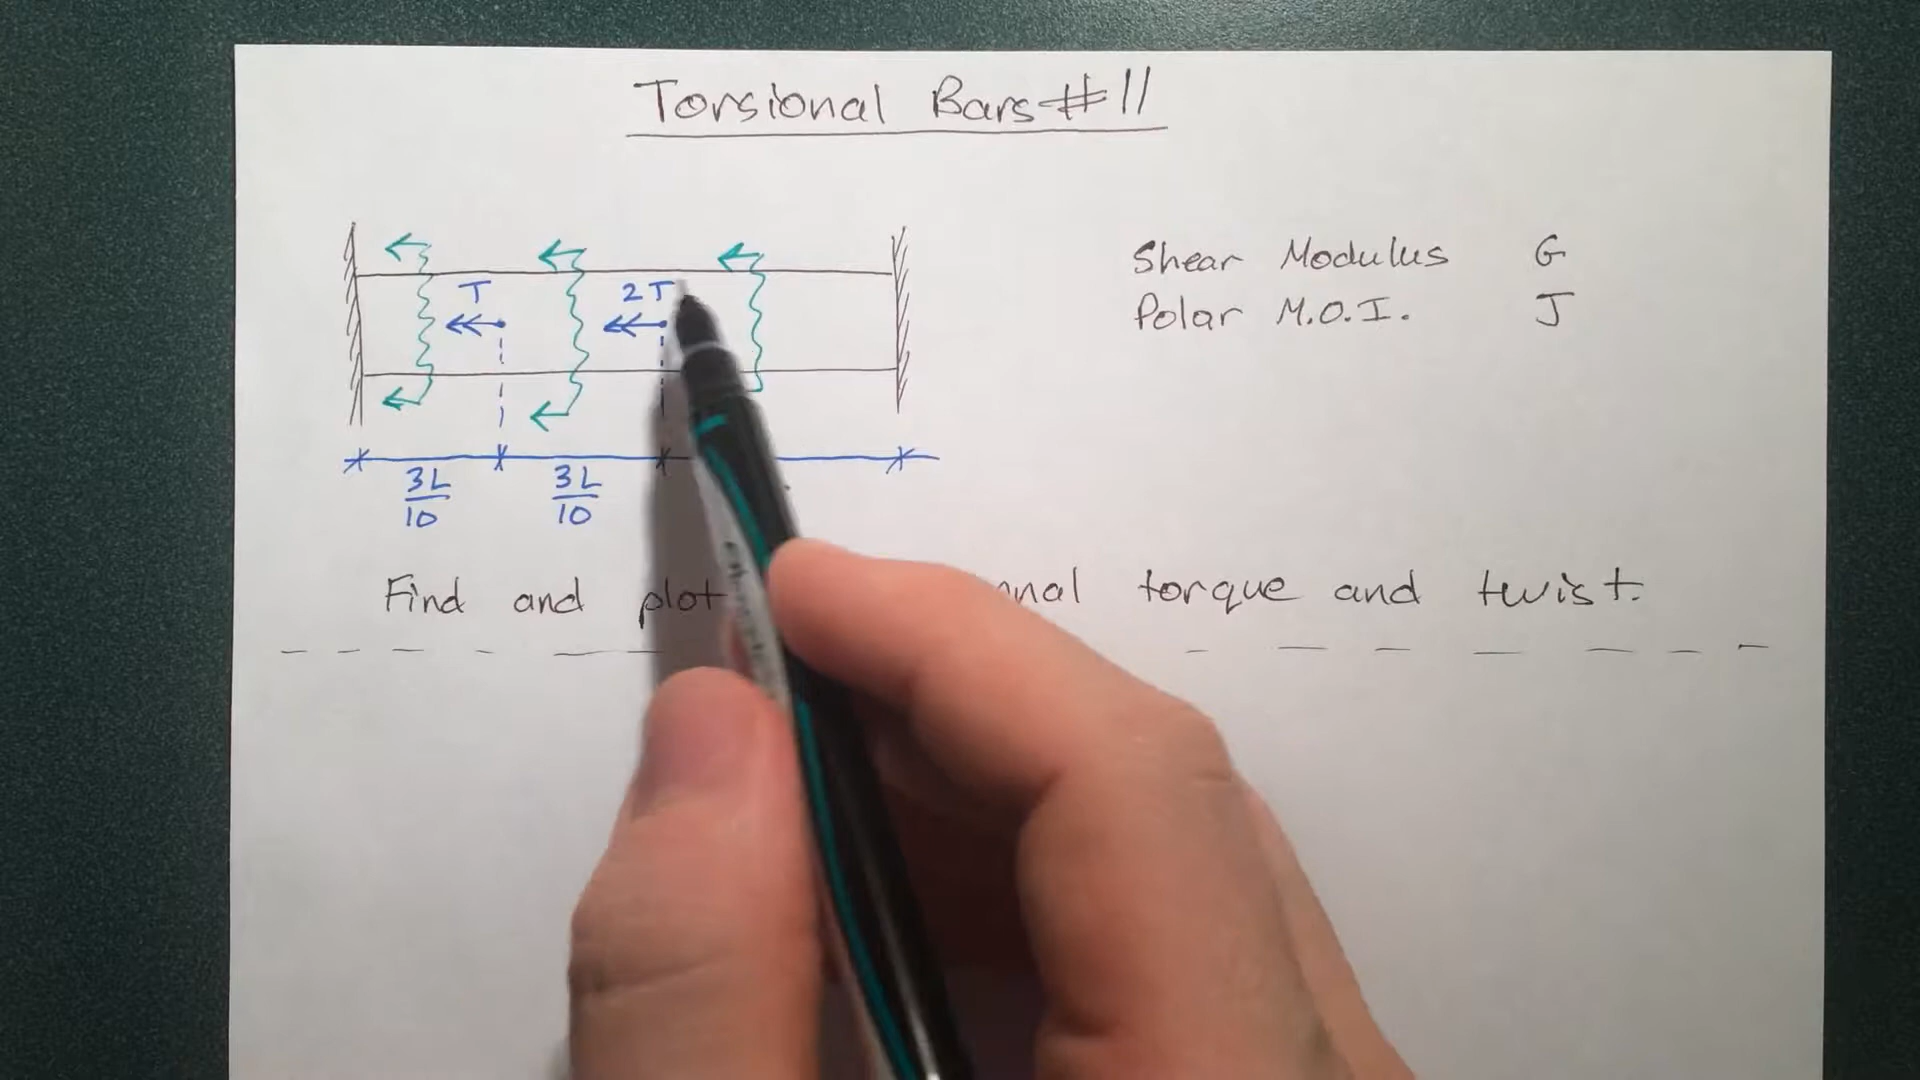 Torsional Bars #11
Shear Modulus G
Polar M.O.I. J
T 2T
3L/10 3L/10
Find and plot torque and twist.